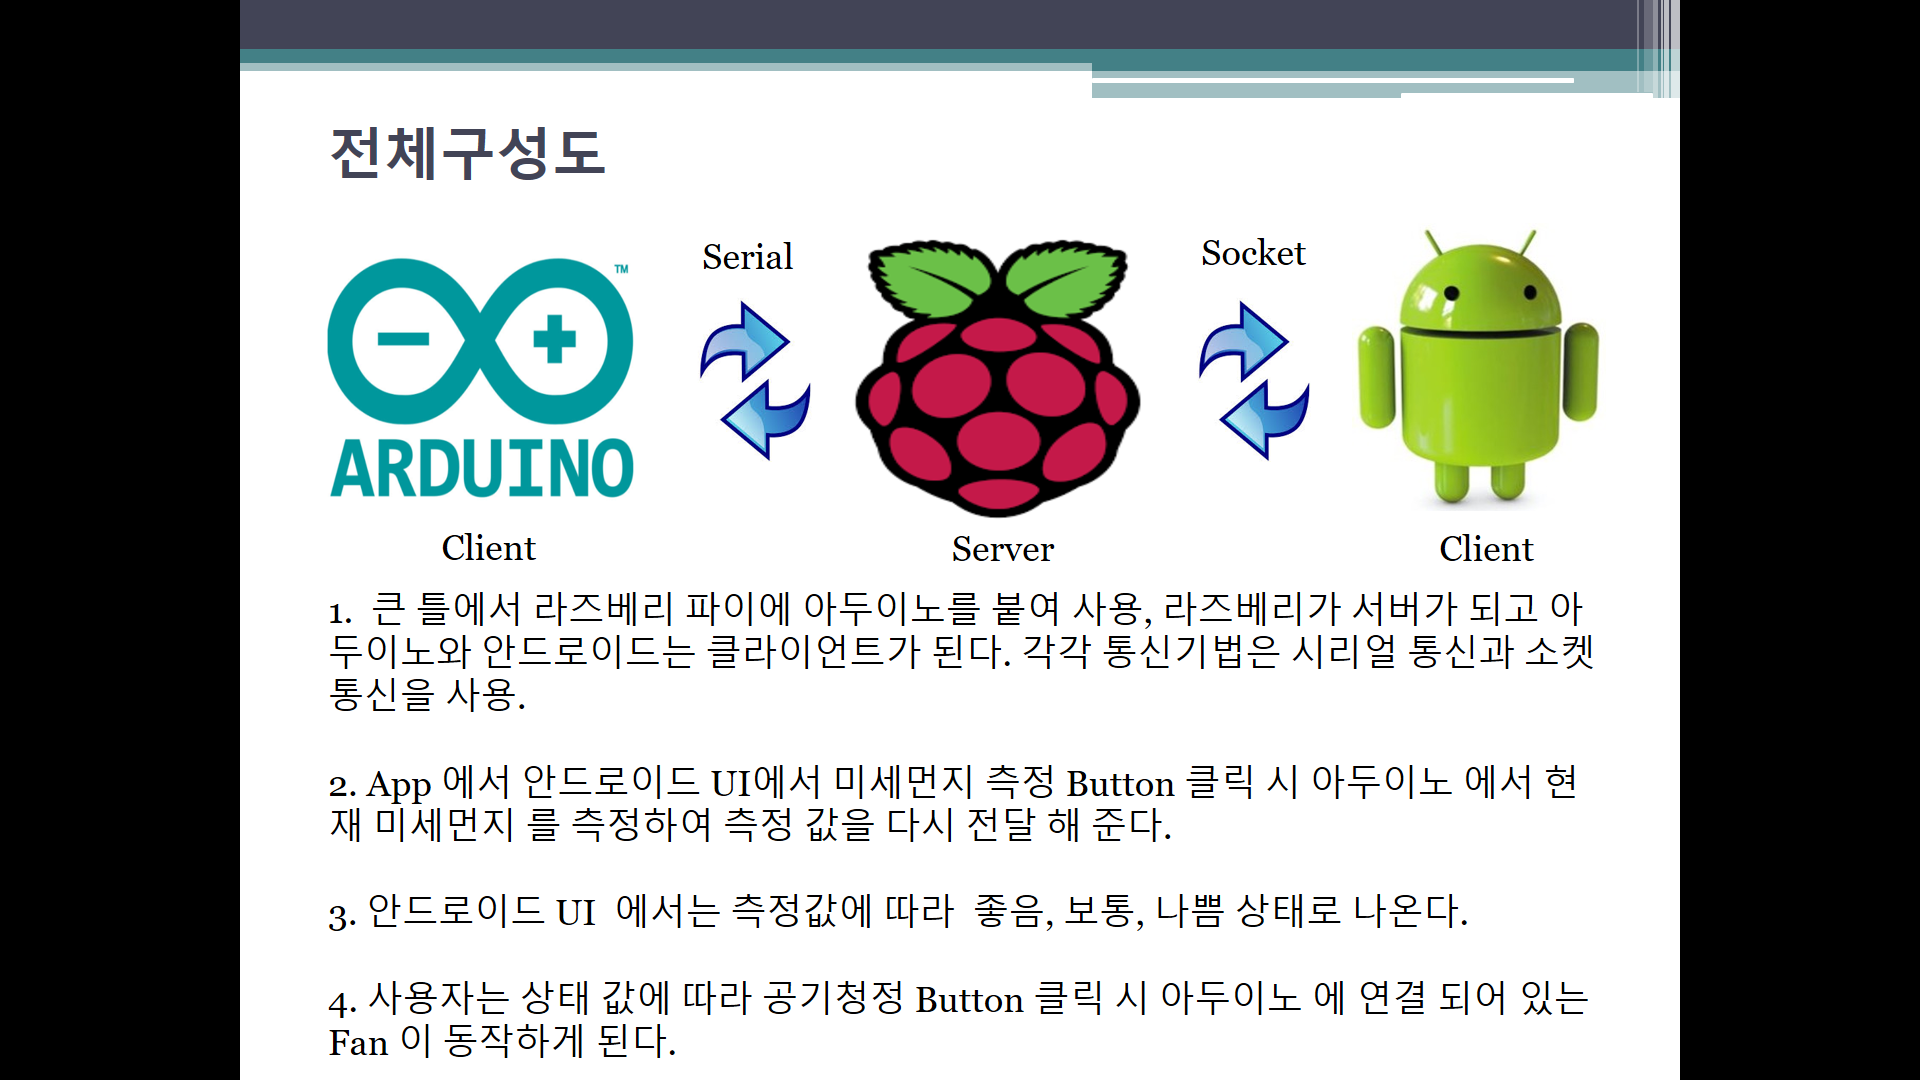 전체구성도
Serial
Socket
TM
ARDUINO
Client
Server
Client
1.  큰 틀에서 라즈베리 파이에 아두이노를 붙여 사용, 라즈베리가 서버가 되고 아
두이노와 안드로이드는 클라이언트가 된다. 각각 통신기법은 시리얼 통신과 소켓
통신을 사용.
2. App 에서 안드로이드 UI에서 미세먼지 측정 Button 클릭 시 아두이노 에서 현
재 미세먼지 를 측정하여 측정 값을 다시 전달 해 준다.
3. 안드로이드 UI  에서는 측정값에 따라  좋음, 보통, 나쁨 상태로 나온다.
4. 사용자는 상태 값에 따라 공기청정 Button 클릭 시 아두이노 에 연결 되어 있는
Fan 이 동작하게 된다.